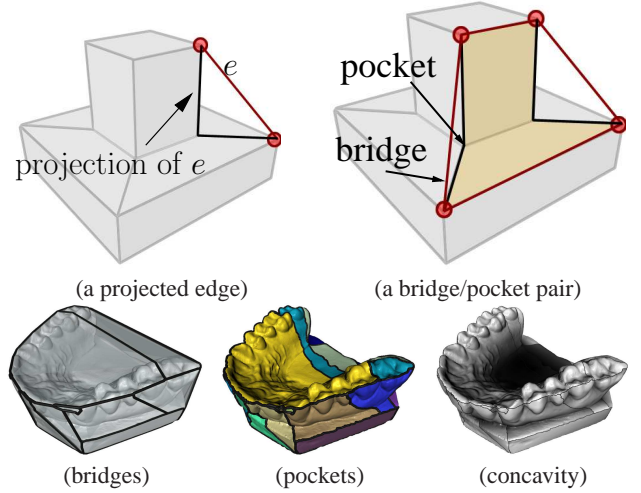 e
projection of e
pocket
bridge
(a projected edge)
(a bridge/pocket pair)
(bridges)
(pockets)
(concavity)